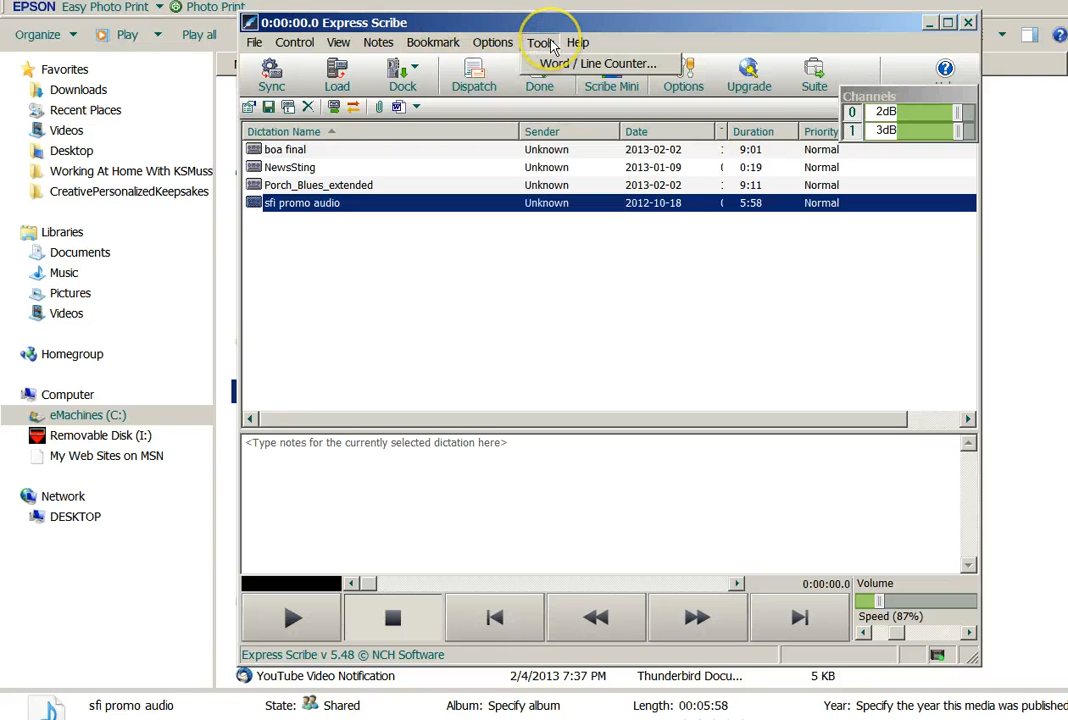 EPSON Easy Photo Print Photo Print
Organize Play Play all
0:00:00.0 Express Scribe
File Control View Notes Bookmark Options Tools Help
Word / Line Counter...
Sync Load Dock Dispatch Done Scribe Mini Options Upgrade Suite
Channels
0 2dB
1 3dB
Dictation Name Sender Date Duration Priority
boa final Unknown 2013-02-02 9:01 Normal
NewsSting Unknown 2013-01-09 0:19 Normal
Porch_Blues_extended Unknown 2013-02-02 9:11 Normal
sfi promo audio Unknown 2012-10-18 5:58 Normal
<Type notes for the currently selected dictation here>
0:00:00.0 Volume
Speed (87%)
Express Scribe v 5.48 © NCH Software
Favorites
Downloads
Recent Places
Videos
Desktop
Working At Home With KSMuss
CreativePersonalizedKeepsakes
Libraries
Documents
Music
Pictures
Videos
Homegroup
Computer
eMachines (C:)
Removable Disk (I:)
My Web Sites on MSN
Network
DESKTOP
YouTube Video Notification 2/4/2013 7:37 PM Thunderbird Docu... 5 KB
sfi promo audio State: Shared Album: Specify album Length: 00:05:58 Year: Specify the year this media was published